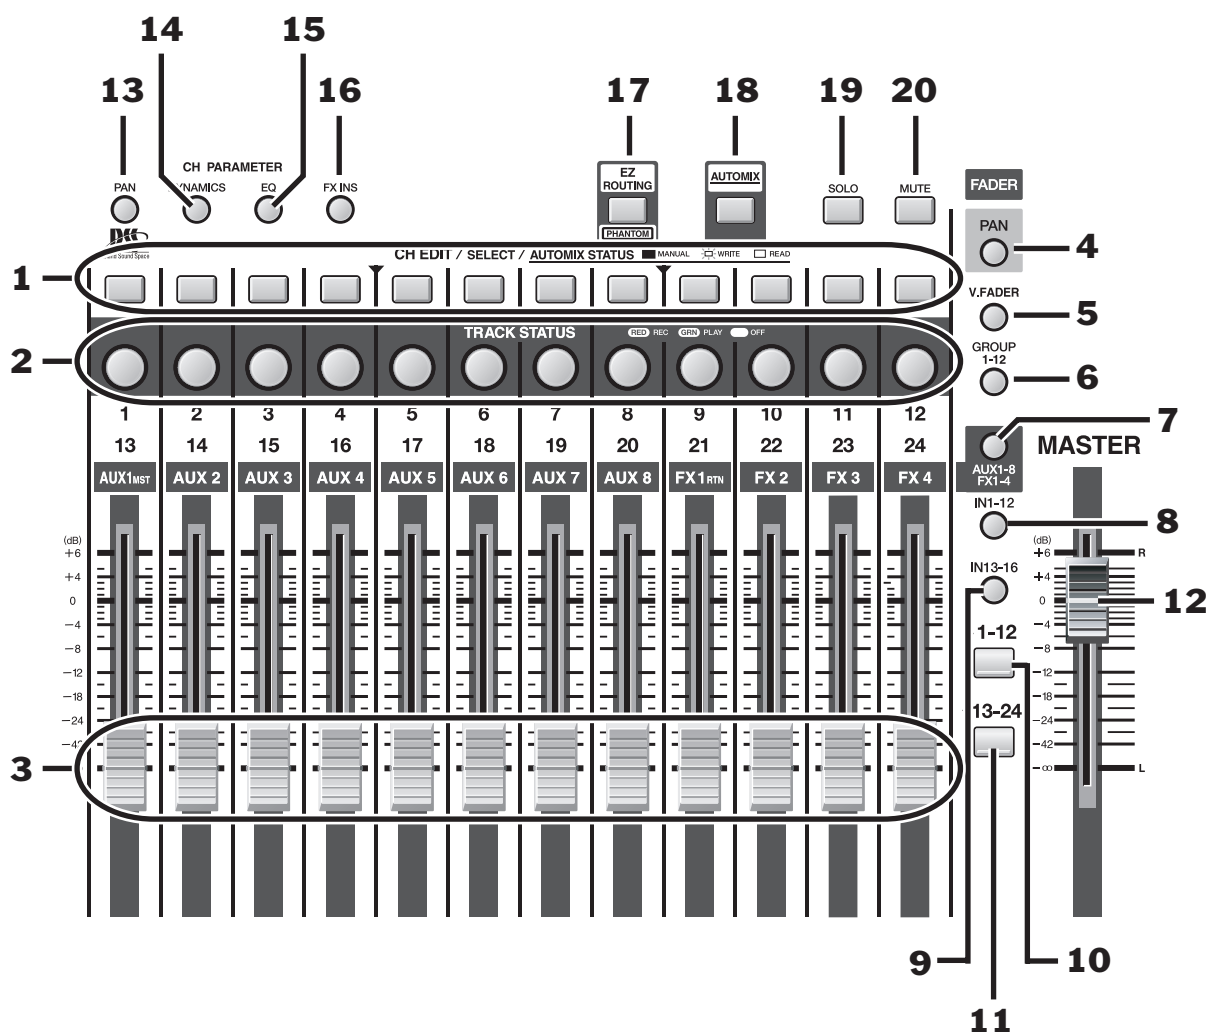 14 15
13 16 17 18 19 20
CH PARAMETER
PAN YNAMICS EQ FX INS
EZ ROUTING
PHANTOM
AUTOMIX
SOLO
MUTE
FADER
PAN
4
1
CH EDIT / SELECT / AUTOMIX STATUS MANUAL WRITE READ
V.FADER
5
2
TRACK STATUS RED REC GRN PLAY OFF
GROUP
1-12
6
1 2 3 4 5 6 7 8 9 10 11 12
13 14 15 16 17 18 19 20 21 22 23 24
7
MASTER
AUX1MST AUX 2 AUX 3 AUX 4 AUX 5 AUX 6 AUX 7 AUX 8 FX1RTN FX 2 FX 3 FX 4
AUX1-8
FX1-4
IN1-12
8
(dB)
+6
+4
0
−4
−8
−12
−18
−24
−42
3
IN13-16
1-12
13-24
(dB)
+6 R
+4
0
12
−4
−8
−12
−18
−24
−42
−∞ L
9 10
11